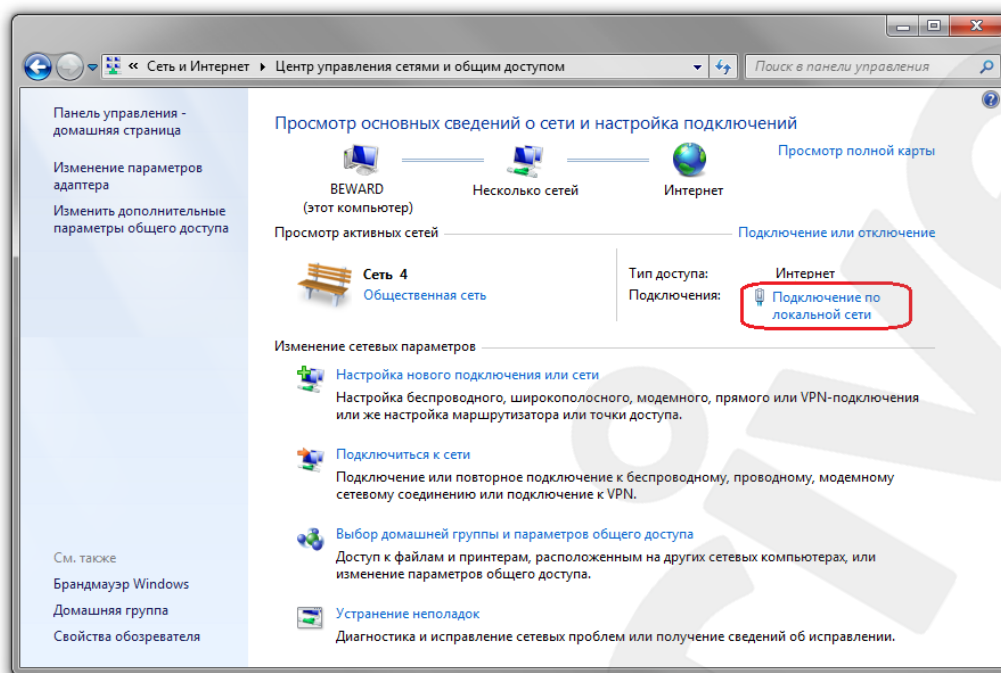 « Сеть и Интернет ▸ Центр управления сетями и общим доступом
Поиск в панели управления
Панель управления -
домашняя страница
Изменение параметров
адаптера
Изменить дополнительные
параметры общего доступа
См. также
Брандмауэр Windows
Домашняя группа
Свойства обозревателя
Просмотр основных сведений о сети и настройка подключений
Просмотр полной карты
BEWARD
(этот компьютер)
Несколько сетей
Интернет
Просмотр активных сетей
Подключение или отключение
Сеть 4
Общественная сеть
Тип доступа: Интернет
Подключения: Подключение по
локальной сети
Изменение сетевых параметров
Настройка нового подключения или сети
Настройка беспроводного, широкополосного, модемного, прямого или VPN-подключения
или же настройка маршрутизатора или точки доступа.
Подключиться к сети
Подключение или повторное подключение к беспроводному, проводному, модемному
сетевому соединению или подключение к VPN.
Выбор домашней группы и параметров общего доступа
Доступ к файлам и принтерам, расположенным на других сетевых компьютерах, или
изменение параметров общего доступа.
Устранение неполадок
Диагностика и исправление сетевых проблем или получение сведений об исправлении.